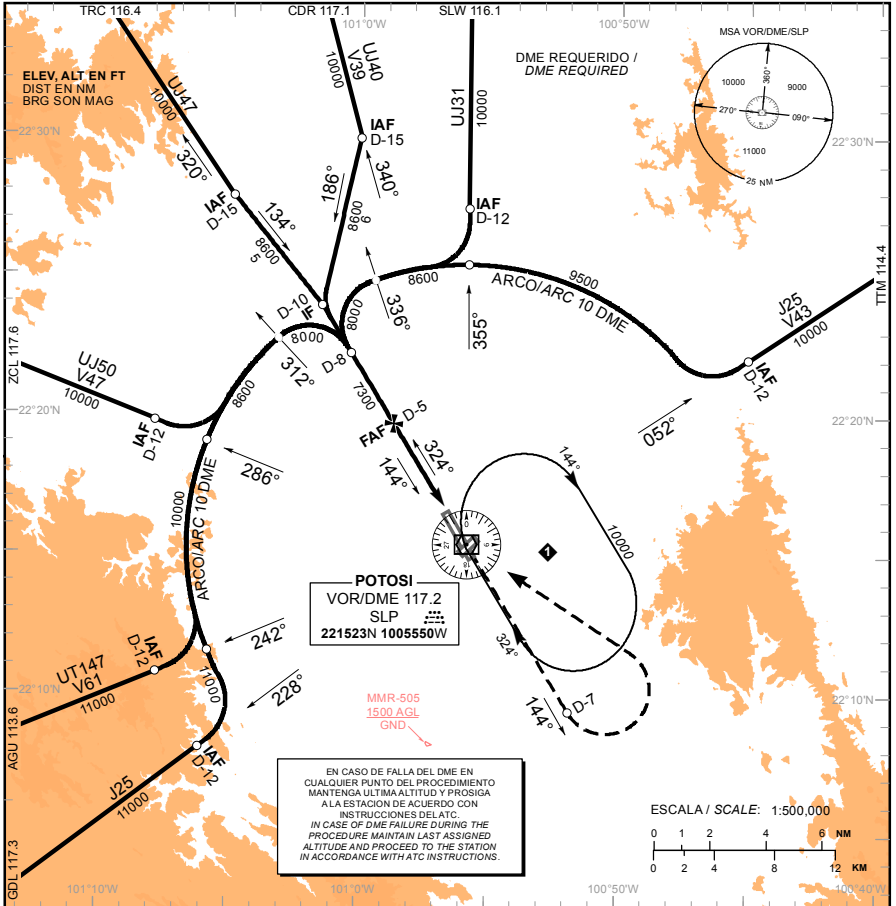 TRC 116.4
CDR 117.1
101°0W
SLW 116.1
100°50'W
ELEV, ALT EN FT
DIST EN NM
BRG SON MAG
DME REQUERIDO /
DME REQUIRED
MSA VOR/DME/SLP
10000
9000
11000
360°
270°
090°
25 NM
22°30'N
22°30'N
UJ47
10000
320°
IAF
D-15
134°
8600
5
UJ40
V39
10000
IAF
D-15
340°
186°
8600
6
UJ31
10000
IAF
D-12
TTM 114.4
J25
V43
10000
IAF
D-12
052°
9500
ARCO/ARC 10 DME
8600
355°
336°
8000
D-10
IF
8000
312°
D-8
7300
D-5
FAF
324°
144°
ZCL 117.6
UJ50
V47
10000
IAF
D-12
8600
22°20'N
22°20'N
286°
10000
ARCO/ARC 10 DME
144°
10000
324°
1
0
9
18
27
POTOSI
VOR/DME 117.2
SLP
221523N 1005550W
242°
IAF
D-12
UT147
V61
11000
AGU 113.6
11000
228°
22°10'N
22°10'N
D-7
144°
MMR-505
1500 AGL
GND
IAF
D-12
J25
11000
GDL 117.3
EN CASO DE FALLA DEL DME EN
CUALQUIER PUNTO DEL PROCEDIMIENTO
MANTENGA ULTIMA ALTITUD Y PROSIGA
A LA ESTACION DE ACUERDO CON
INSTRUCCIONES DEL ATC.
IN CASE OF DME FAILURE DURING THE
PROCEDURE MAINTAIN LAST ASSIGNED
ALTITUDE AND PROCEED TO THE STATION
IN ACCORDANCE WITH ATC INSTRUCTIONS.
ESCALA / SCALE: 1:500,000
0 1 2 4 6 NM
0 2 4 8 12 KM
101°10'W
101°0'W
100°50'W
100°40'W